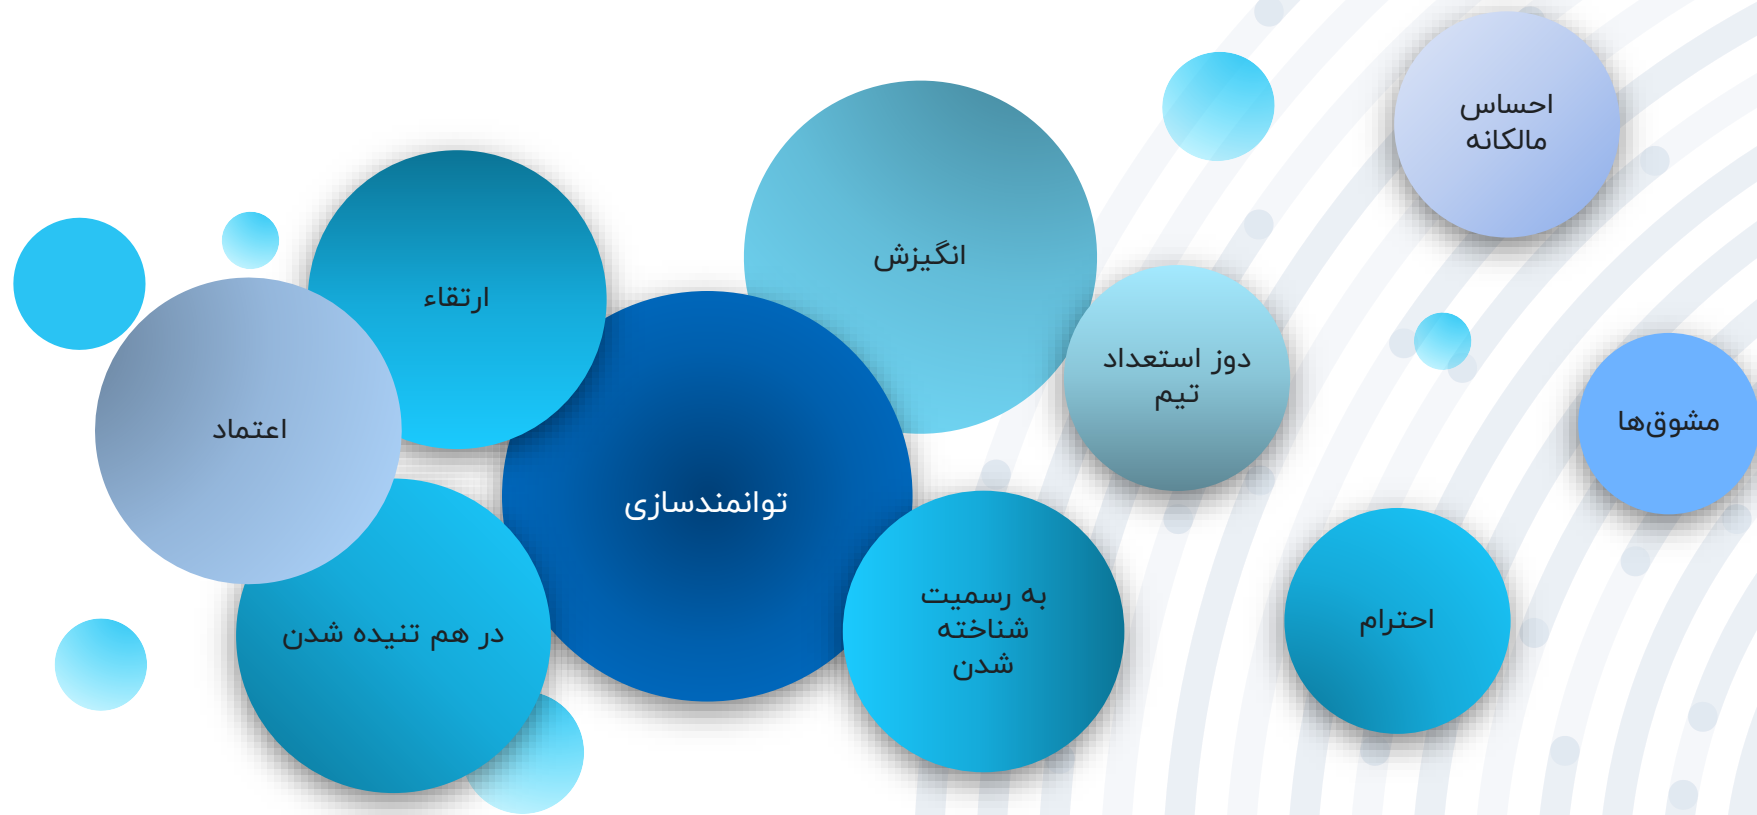 احساس
مالکانه
انگیزش
ارتقاء
دوز استعداد
تیم
مشوق‌ها
اعتماد
توانمندسازی
به رسمیت
شناخته
شدن
احترام
در هم تنیده شدن